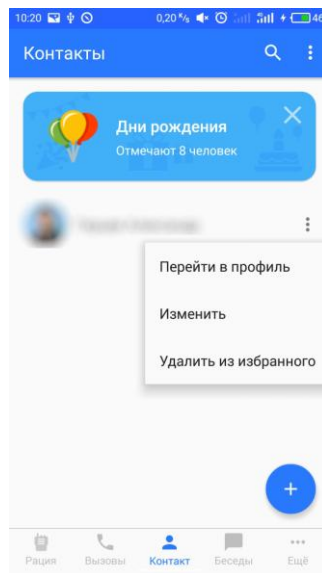 10:20 0,20 ᴷ/s 46
Контакты
Дни рождения
Отмечают 8 человек
Перейти в профиль
Изменить
Удалить из избранного
Рация Вызовы Контакт Беседы Ещё